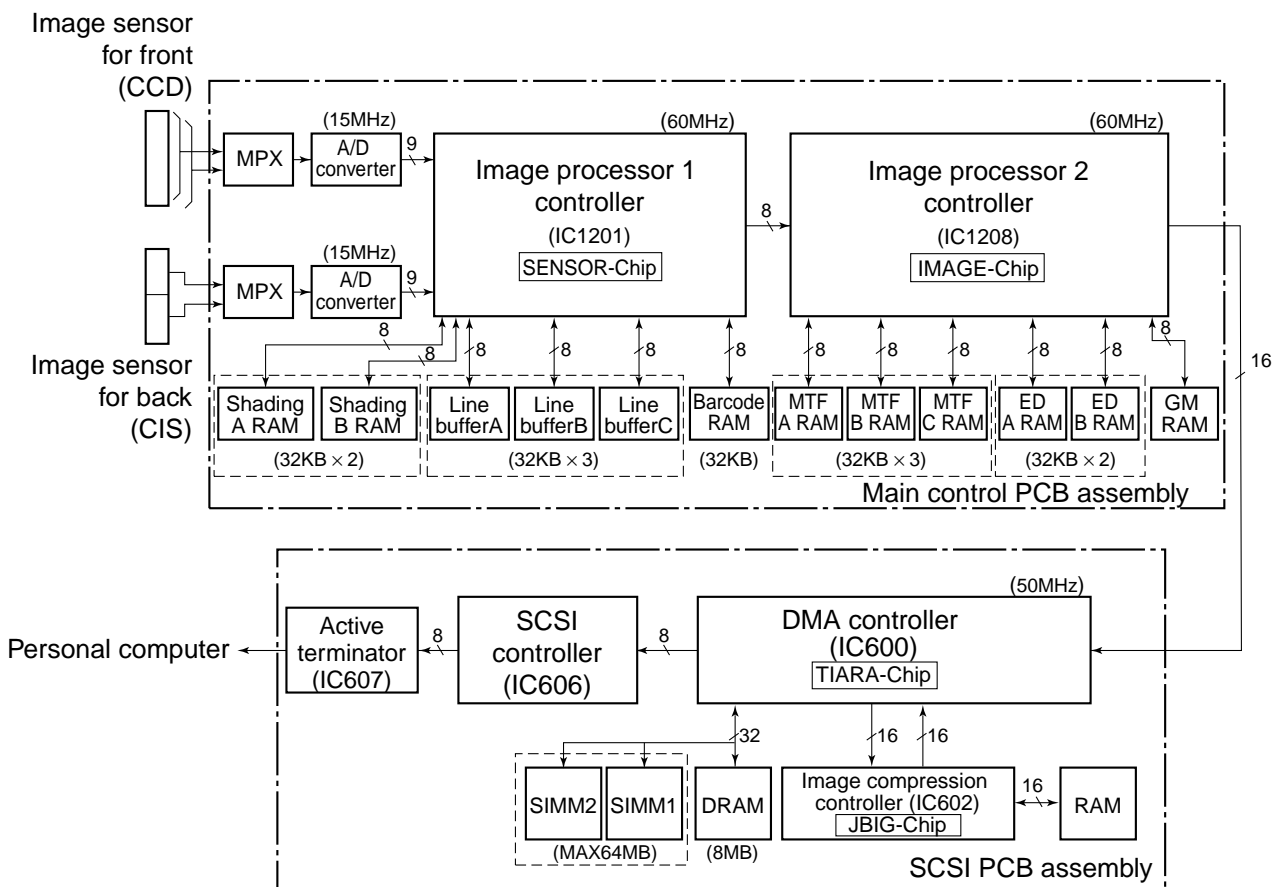 Image sensor
for front
(CCD)
(15MHz)
(60MHz)
(60MHz)
MPX
A/D
converter
9
Image processor 1
controller
(IC1201)
SENSOR-Chip
8
Image processor 2
controller
(IC1208)
IMAGE-Chip
(15MHz)
MPX
A/D
converter
9
Image sensor
for back
(CIS)
8
8
8
8
8
8
8
8
8
8
8
8
16
Shading
A RAM
Shading
B RAM
Line
bufferA
Line
bufferB
Line
bufferC
Barcode
RAM
MTF
A RAM
MTF
B RAM
MTF
C RAM
ED
A RAM
ED
B RAM
GM
RAM
(32KB × 2)
(32KB × 3)
(32KB)
(32KB × 3)
(32KB × 2)
Main control PCB assembly
(50MHz)
Personal computer
Active
terminator
(IC607)
8
SCSI
controller
(IC606)
8
DMA controller
(IC600)
TIARA-Chip
32
16
16
SIMM2
SIMM1
DRAM
Image compression
controller (IC602)
JBIG-Chip
16
RAM
(MAX64MB)
(8MB)
SCSI PCB assembly